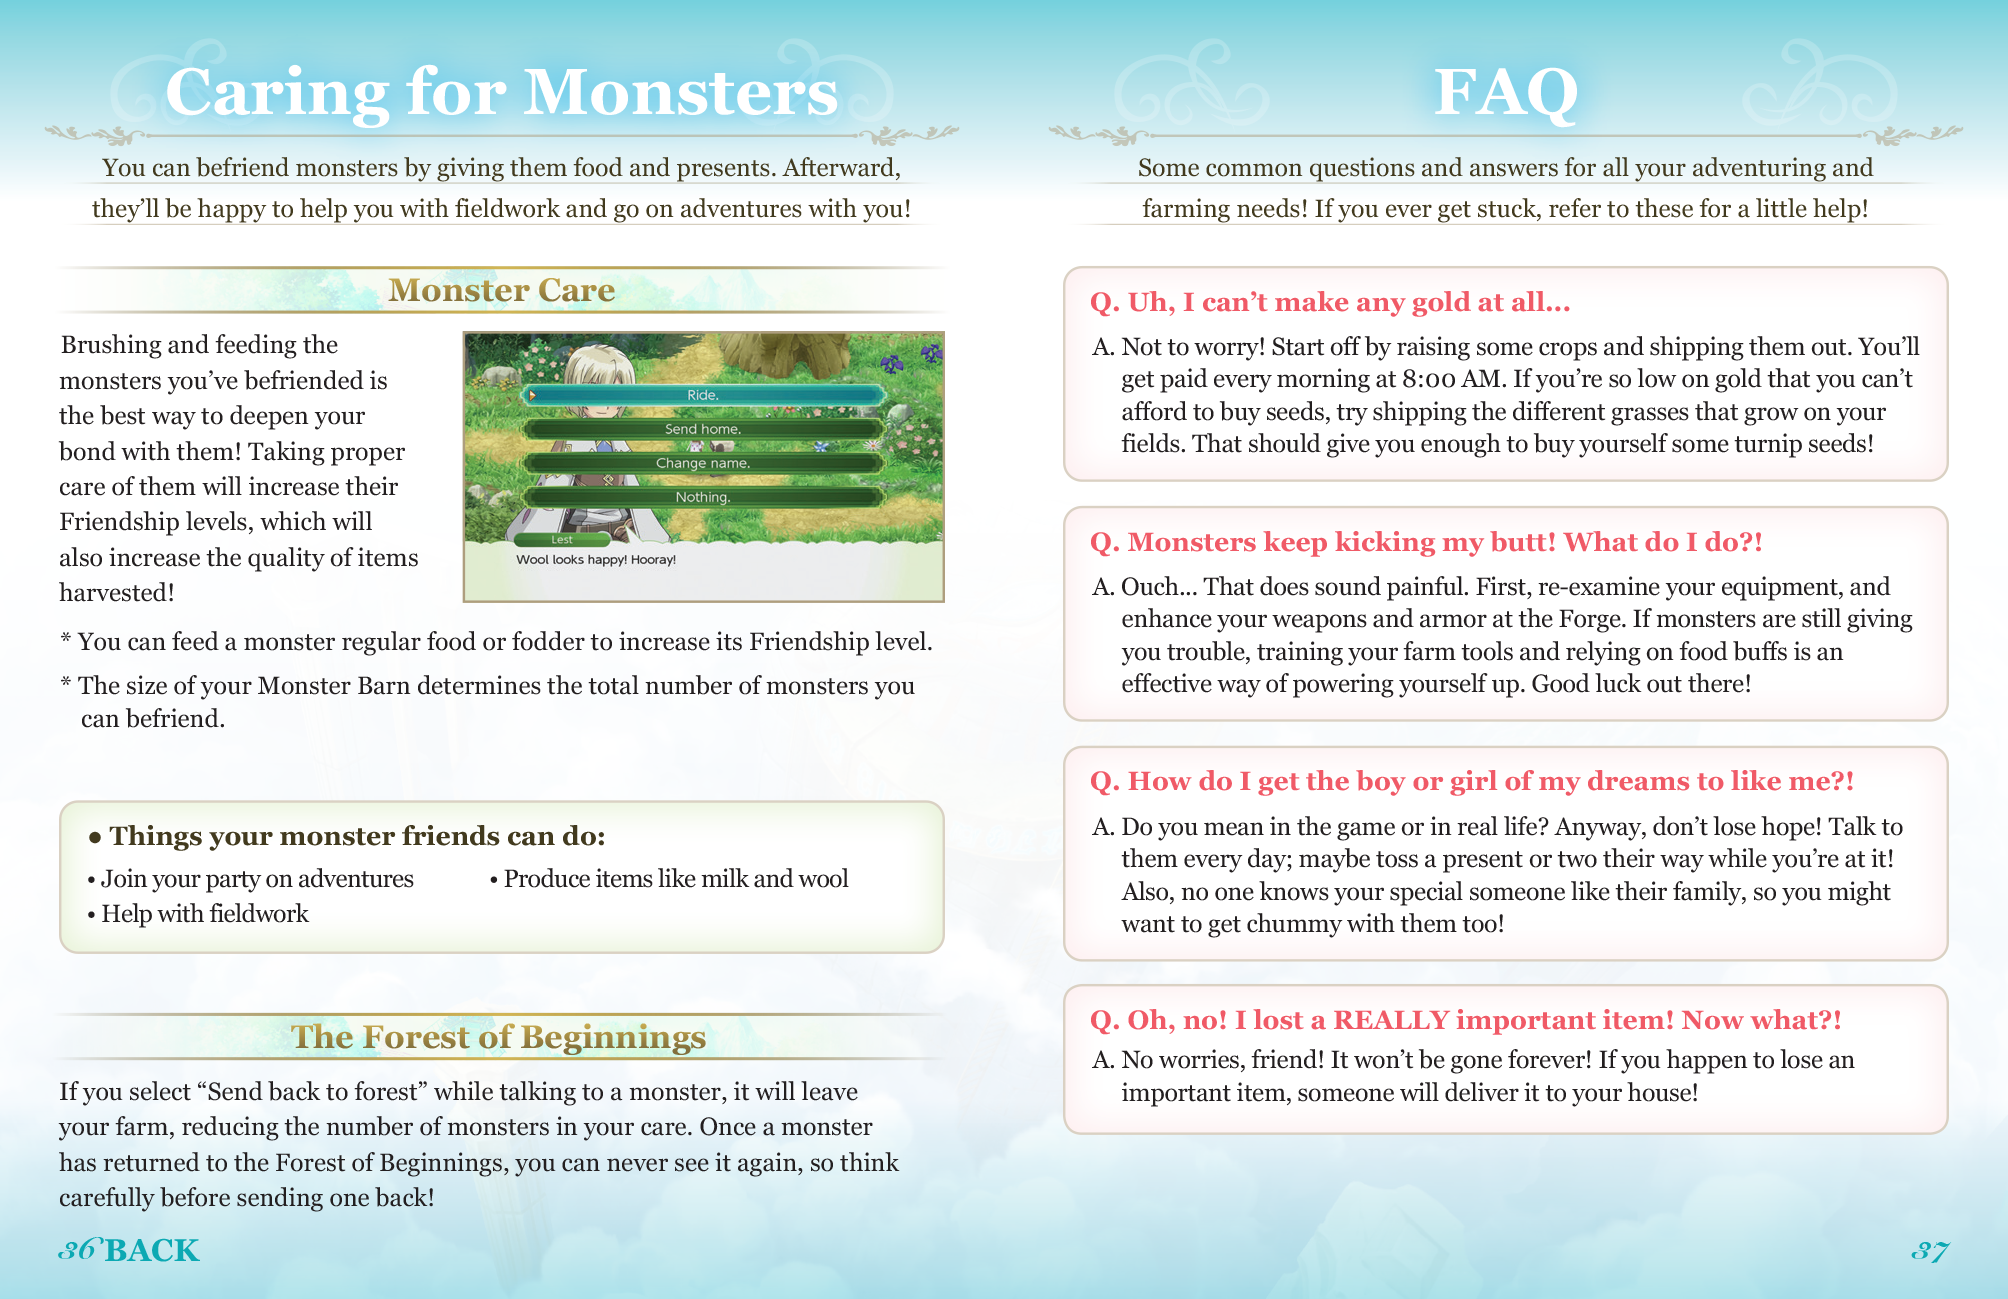 Caring for Monsters
You can befriend monsters by giving them food and presents. Afterward,
they’ll be happy to help you with fieldwork and go on adventures with you!
Monster Care
Brushing and feeding the
monsters you’ve befriended is
the best way to deepen your
bond with them! Taking proper
care of them will increase their
Friendship levels, which will
also increase the quality of items
harvested!
Ride.
Send home.
Change name.
Nothing.
Lest
Wool looks happy! Hooray!
* You can feed a monster regular food or fodder to increase its Friendship level.
* The size of your Monster Barn determines the total number of monsters you
can befriend.
● Things your monster friends can do:
• Join your party on adventures
• Produce items like milk and wool
• Help with fieldwork
The Forest of Beginnings
If you select “Send back to forest” while talking to a monster, it will leave
your farm, reducing the number of monsters in your care. Once a monster
has returned to the Forest of Beginnings, you can never see it again, so think
carefully before sending one back!
36 BACK
FAQ
Some common questions and answers for all your adventuring and
farming needs! If you ever get stuck, refer to these for a little help!
Q. Uh, I can’t make any gold at all...
A. Not to worry! Start off by raising some crops and shipping them out. You’ll
get paid every morning at 8:00 AM. If you’re so low on gold that you can’t
afford to buy seeds, try shipping the different grasses that grow on your
fields. That should give you enough to buy yourself some turnip seeds!
Q. Monsters keep kicking my butt! What do I do?!
A. Ouch... That does sound painful. First, re-examine your equipment, and
enhance your weapons and armor at the Forge. If monsters are still giving
you trouble, training your farm tools and relying on food buffs is an
effective way of powering yourself up. Good luck out there!
Q. How do I get the boy or girl of my dreams to like me?!
A. Do you mean in the game or in real life? Anyway, don’t lose hope! Talk to
them every day; maybe toss a present or two their way while you’re at it!
Also, no one knows your special someone like their family, so you might
want to get chummy with them too!
Q. Oh, no! I lost a REALLY important item! Now what?!
A. No worries, friend! It won’t be gone forever! If you happen to lose an
important item, someone will deliver it to your house!
37